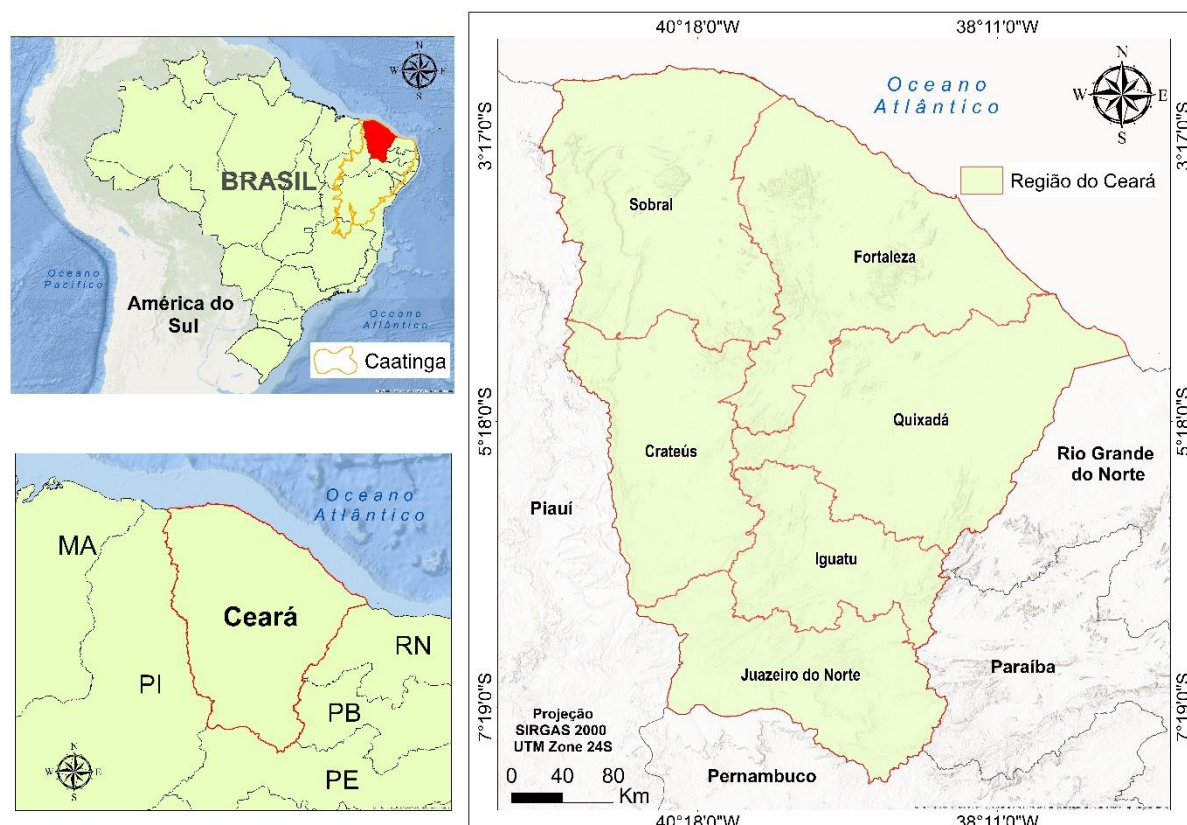 N
W
E
S
BRASIL
Oceano
Pacífico
América do
Sul
Oceano
Atlântico
Caatinga
Oceano
Atlântico
MA
Ceará
RN
PI
PB
PE
N
W
E
S
40°18'0"W
38°11'0"W
Oceano
Atlântico
N
W
E
S
3°17'0"S
3°17'0"S
Região do Ceará
Sobral
Fortaleza
Quixadá
5°18'0"S
5°18'0"S
Crateús
Rio Grande
do Norte
Piauí
Iguatu
Juazeiro do Norte
Paraíba
7°19'0"S
7°19'0"S
Projeção
SIRGAS 2000
UTM Zone 24S
0 40 80
Km
Pernambuco
40°18'0"W
38°11'0"W